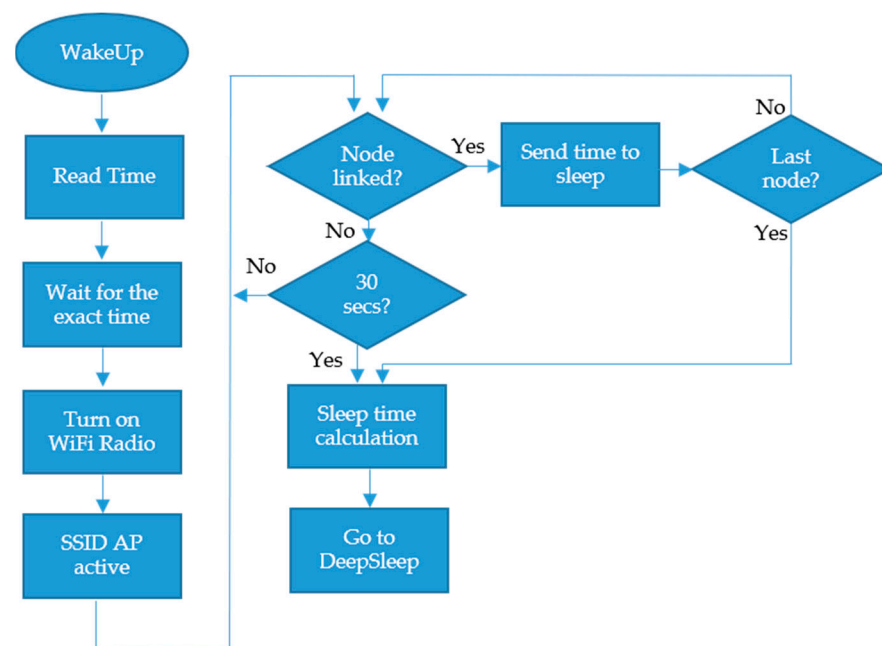 WakeUp
Read Time
Wait for the
exact time
Turn on
WiFi Radio
SSID AP
active
Node
linked?
Yes
No
Send time to
sleep
Last
node?
No
Yes
30
secs?
No
Yes
Sleep time
calculation
Go to
DeepSleep